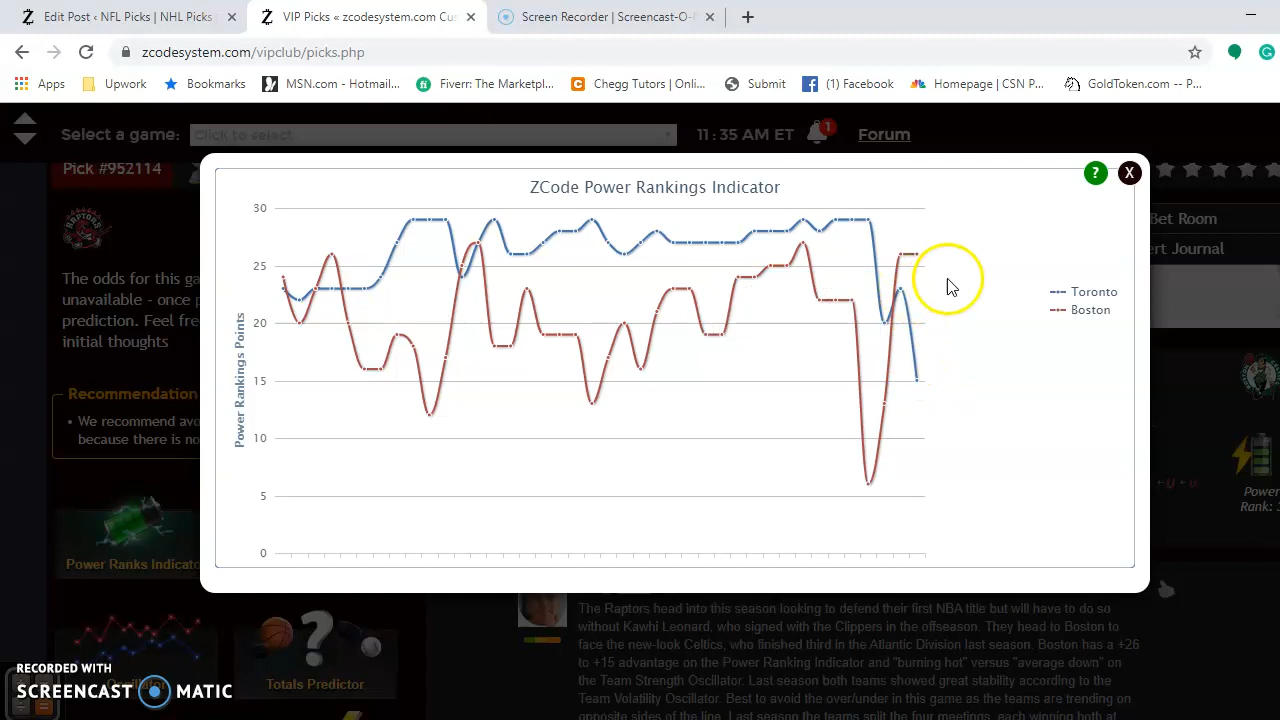 Edit Post ‹ NFL Picks | NHL Picks
VIP Picks « zcodesystem.com Cus
Screen Recorder | Screencast-O-
zcodesystem.com/vipclub/picks.php
Apps
Upwork
Bookmarks
MSN.com - Hotmail...
Fiverr: The Marketpl...
Chegg Tutors | Onli...
Submit
(1) Facebook
Homepage | CSN P...
GoldToken.com -- P...
Select a game:
Click to select..
11 : 35 AM ET
1
Forum
Pick #952114
RAPTORS
The odds for this ga
unavailable - once p
prediction. Feel fre
initial thoughts
Recommendation
• We recommend avo
because there is no
Power Ranks Indicato
Totals Predictor
Bet Room
ert Journal
Power
Rank:
?
X
ZCode Power Rankings Indicator
Power Rankings Points
30
25
20
15
10
5
0
Toronto
Boston
The Raptors head into this season looking to defend their first NBA title but will have to do so
without Kawhi Leonard, who signed with the Clippers in the offseason. They head to Boston to
face the new-look Celtics, who finished third in the Atlantic Division last season. Boston has a +26
to +15 advantage on the Power Ranking Indicator and "burning hot" versus "average down" on
the Team Strength Oscillator. Last season both teams showed great stability according to the
Team Volatility Oscillator. Best to avoid the over/under in this game as the teams are trending on
opposite sides of the line. Last season the teams split the four meetings, each winning both at
RECORDED WITH
SCREENCAST MATIC